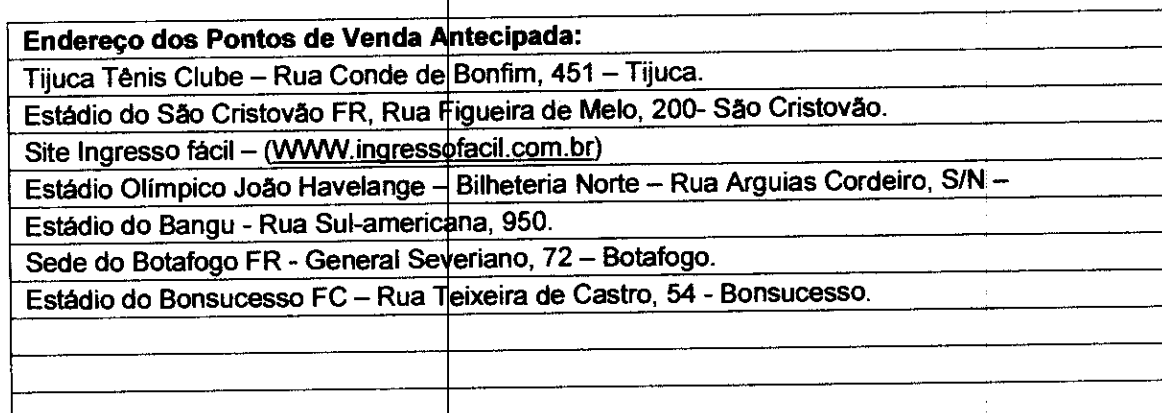 Endereço dos Pontos de Venda Antecipada:
Tijuca Tênis Clube – Rua Conde de Bonfim, 451 – Tijuca.
Estádio do São Cristovão FR, Rua Figueira de Melo, 200- São Cristovão.
Site Ingresso fácil – (WWW.ingressofacil.com.br)
Estádio Olímpico João Havelange – Bilheteria Norte – Rua Arguias Cordeiro, S/N –
Estádio do Bangu - Rua Sul-americana, 950.
Sede do Botafogo FR - General Severiano, 72 – Botafogo.
Estádio do Bonsucesso FC – Rua Teixeira de Castro, 54 - Bonsucesso.